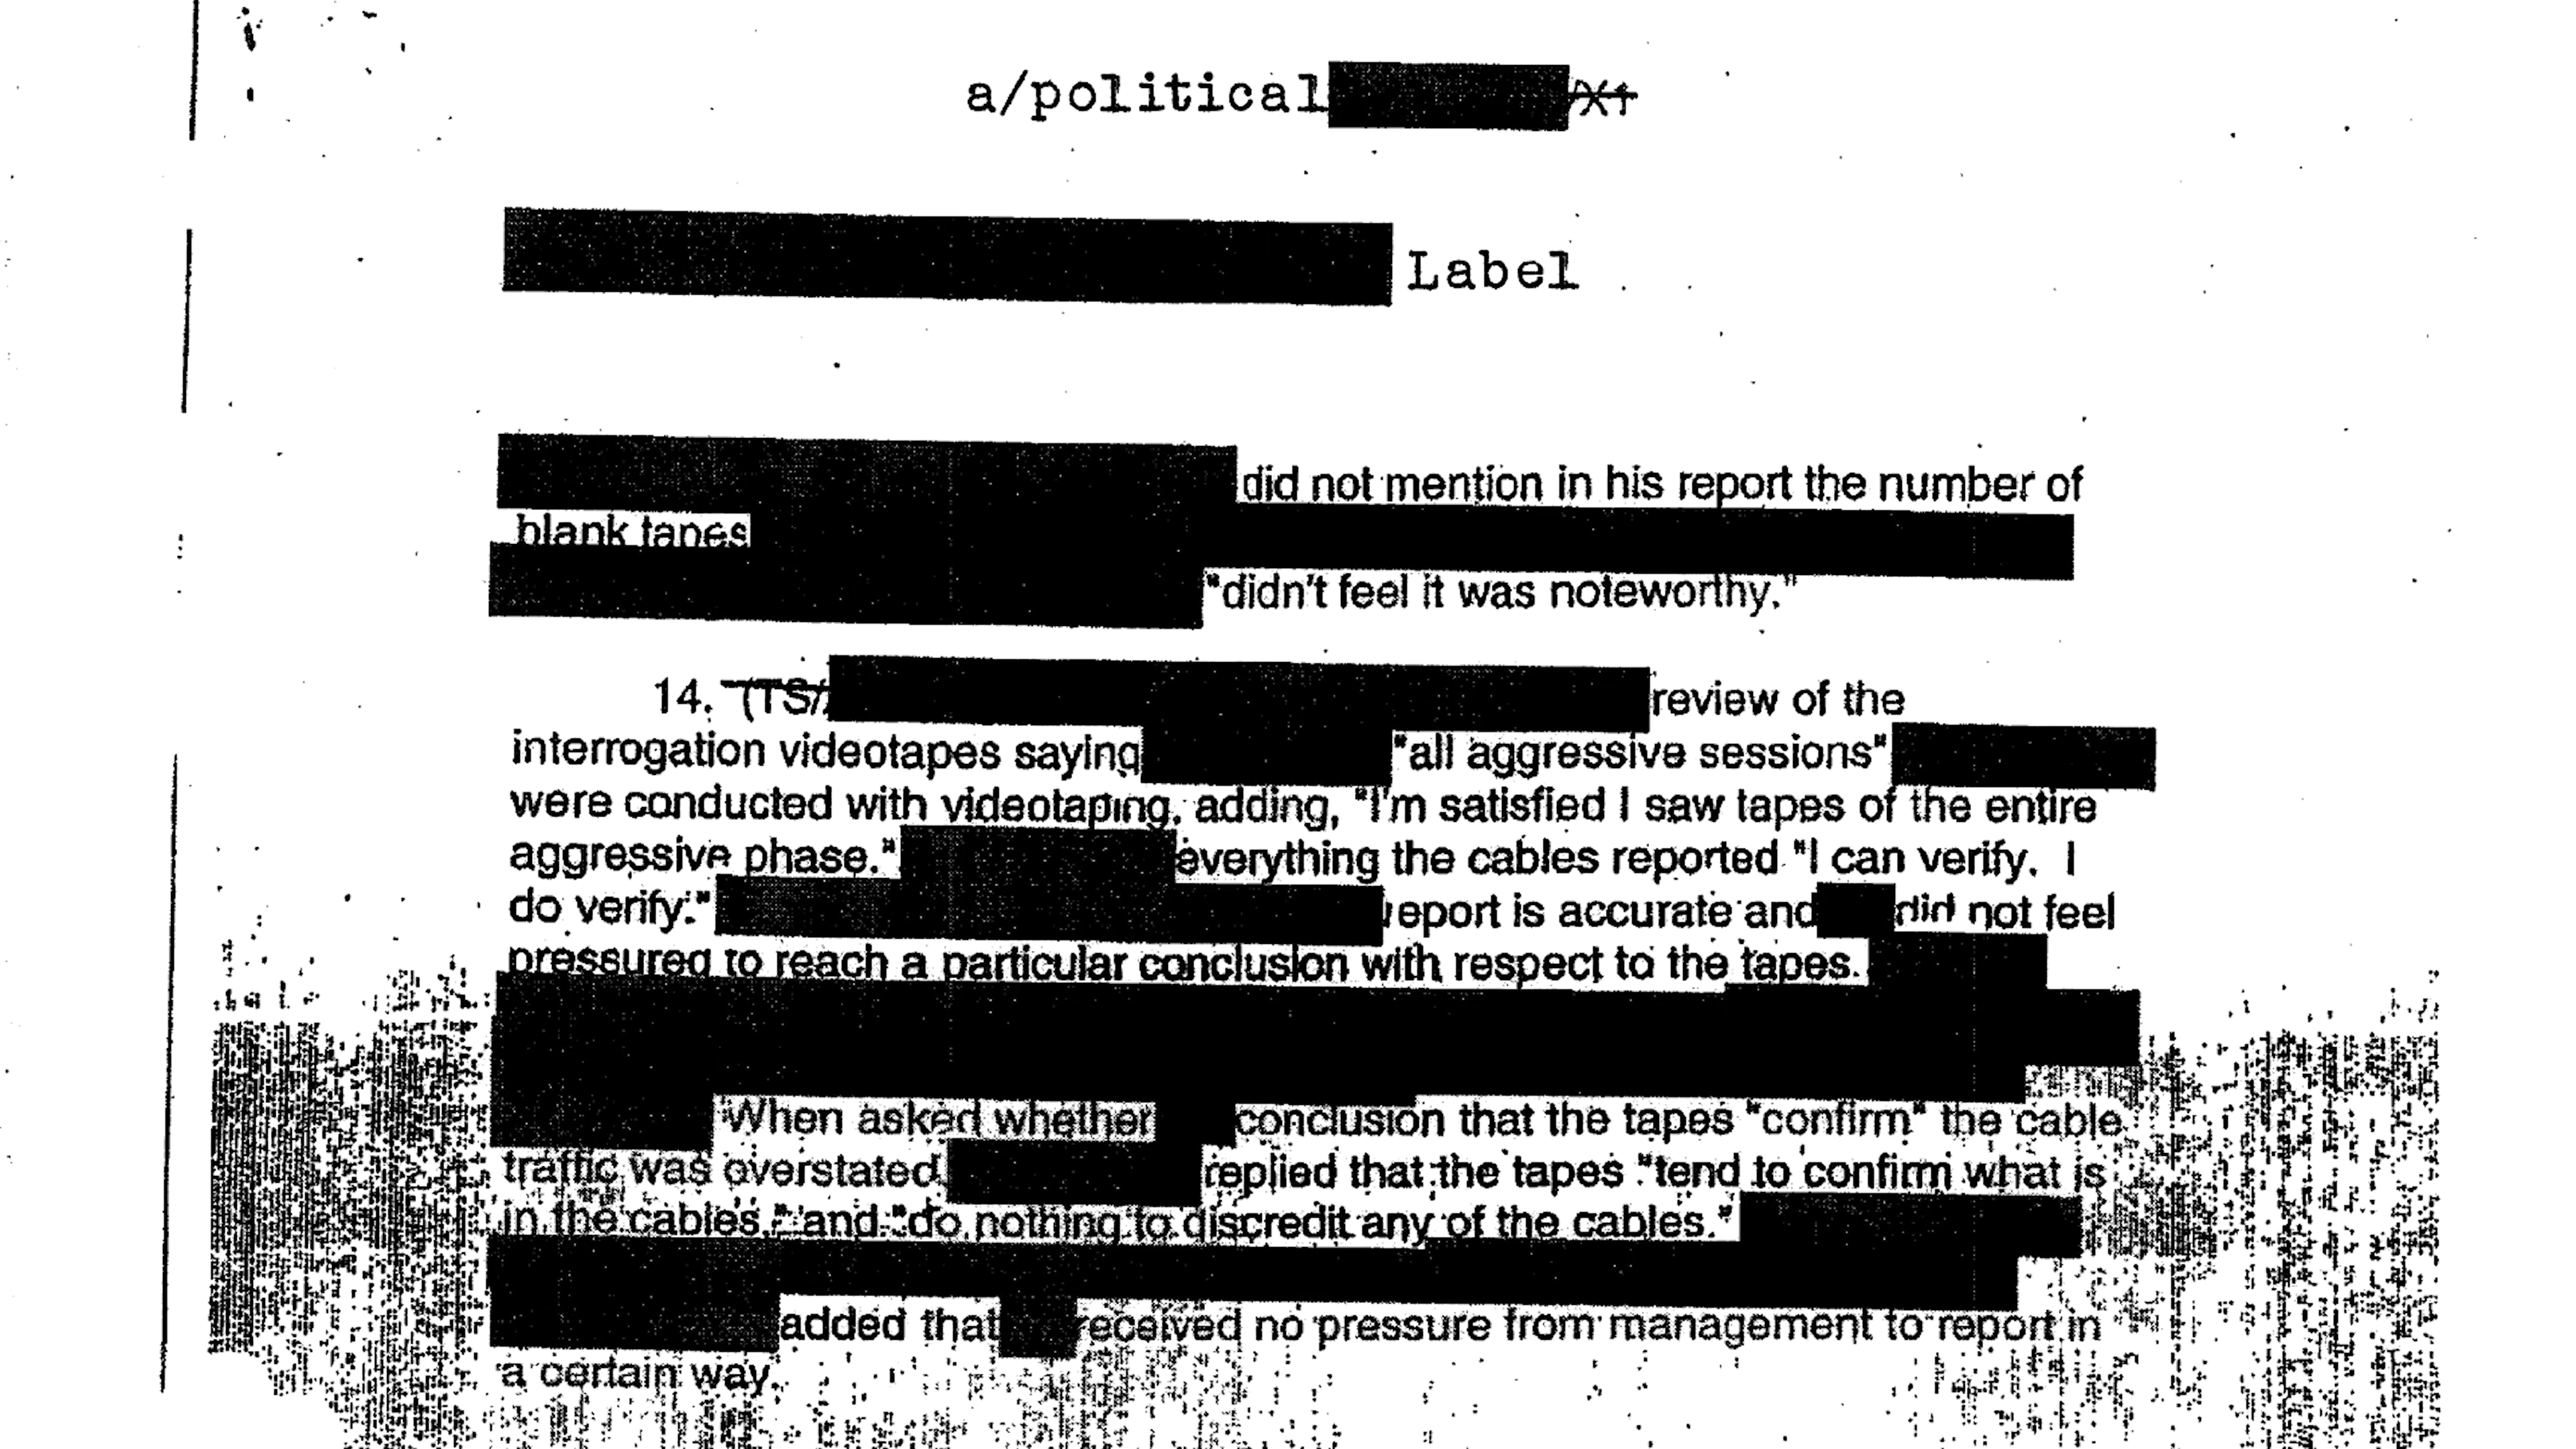 a/political X1
Label
did not mention in his report the number of
blank tapes
"didn't feel it was noteworthy."
14. (TS/ review of the
interrogation videotapes saying "all aggressive sessions"
were conducted with videotaping, adding, "I'm satisfied I saw tapes of the entire
aggressive phase." everything the cables reported "I can verify. I
do verify." report is accurate and did not feel
pressured to reach a particular conclusion with respect to the tapes.
When asked whether conclusion that the tapes "confirm" the cable
traffic was overstated, replied that the tapes "tend to confirm what is
in the cables," and "do nothing to discredit any of the cables."
added that received no pressure from management to report in
a certain way.